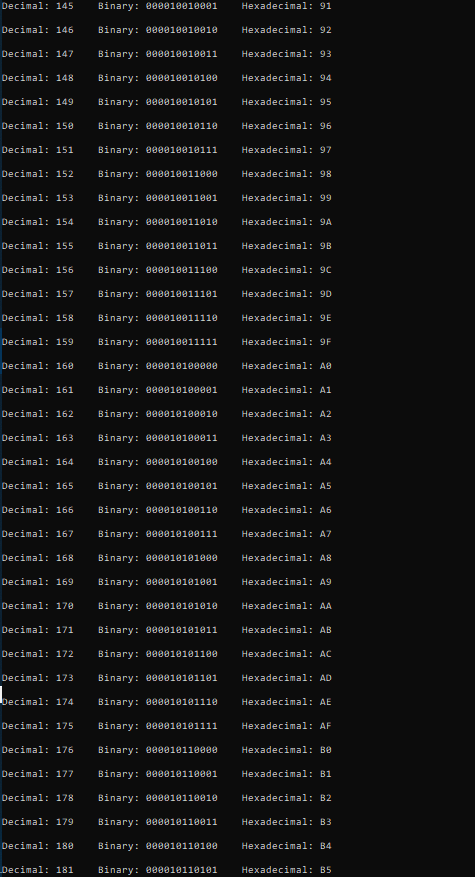 Decimal: 145    Binary: 000010010001    Hexadecimal: 91
Decimal: 146    Binary: 000010010010    Hexadecimal: 92
Decimal: 147    Binary: 000010010011    Hexadecimal: 93
Decimal: 148    Binary: 000010010100    Hexadecimal: 94
Decimal: 149    Binary: 000010010101    Hexadecimal: 95
Decimal: 150    Binary: 000010010110    Hexadecimal: 96
Decimal: 151    Binary: 000010010111    Hexadecimal: 97
Decimal: 152    Binary: 000010011000    Hexadecimal: 98
Decimal: 153    Binary: 000010011001    Hexadecimal: 99
Decimal: 154    Binary: 000010011010    Hexadecimal: 9A
Decimal: 155    Binary: 000010011011    Hexadecimal: 9B
Decimal: 156    Binary: 000010011100    Hexadecimal: 9C
Decimal: 157    Binary: 000010011101    Hexadecimal: 9D
Decimal: 158    Binary: 000010011110    Hexadecimal: 9E
Decimal: 159    Binary: 000010011111    Hexadecimal: 9F
Decimal: 160    Binary: 000010100000    Hexadecimal: A0
Decimal: 161    Binary: 000010100001    Hexadecimal: A1
Decimal: 162    Binary: 000010100010    Hexadecimal: A2
Decimal: 163    Binary: 000010100011    Hexadecimal: A3
Decimal: 164    Binary: 000010100100    Hexadecimal: A4
Decimal: 165    Binary: 000010100101    Hexadecimal: A5
Decimal: 166    Binary: 000010100110    Hexadecimal: A6
Decimal: 167    Binary: 000010100111    Hexadecimal: A7
Decimal: 168    Binary: 000010101000    Hexadecimal: A8
Decimal: 169    Binary: 000010101001    Hexadecimal: A9
Decimal: 170    Binary: 000010101010    Hexadecimal: AA
Decimal: 171    Binary: 000010101011    Hexadecimal: AB
Decimal: 172    Binary: 000010101100    Hexadecimal: AC
Decimal: 173    Binary: 000010101101    Hexadecimal: AD
Decimal: 174    Binary: 000010101110    Hexadecimal: AE
Decimal: 175    Binary: 000010101111    Hexadecimal: AF
Decimal: 176    Binary: 000010110000    Hexadecimal: B0
Decimal: 177    Binary: 000010110001    Hexadecimal: B1
Decimal: 178    Binary: 000010110010    Hexadecimal: B2
Decimal: 179    Binary: 000010110011    Hexadecimal: B3
Decimal: 180    Binary: 000010110100    Hexadecimal: B4
Decimal: 181    Binary: 000010110101    Hexadecimal: B5